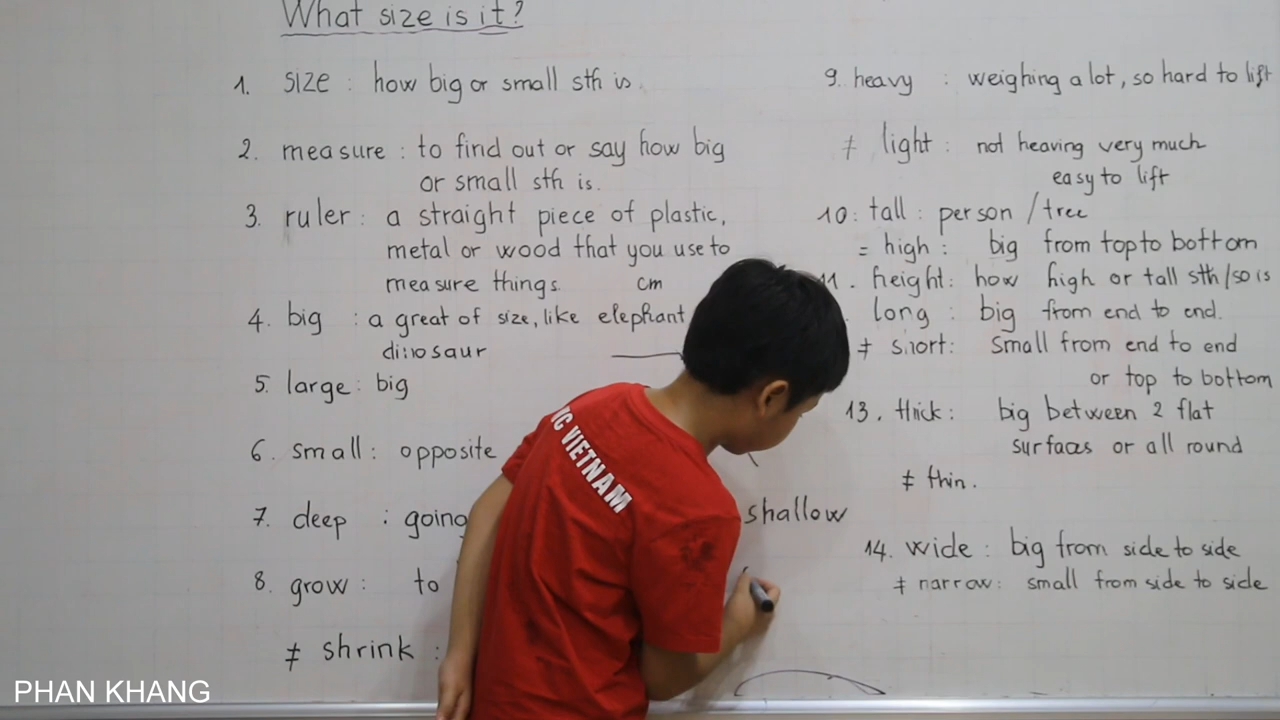 What size is it?
1. size : how big or small sth is.
2. measure : to find out or say how big
or small sth is.
3. ruler : a straight piece of plastic,
metal or wood that you use to
measure things. cm
4. big : a great of size, like elephant
dinosaur
5. large : big
6. small : opposite
7. deep : going
shallow
8. grow : to
≠ shrink :
9. heavy : weighing a lot, so hard to lift
≠ light : not heaving very much
easy to lift
10. tall : person / tree
= high : big from top to bottom
11. height : how high or tall sth/so is
long : big from end to end.
≠ short : small from end to end
or top to bottom
13. thick : big between 2 flat
surfaces or all round
≠ thin.
14. wide : big from side to side
≠ narrow : small from side to side
VIETNAM
PHAN KHANG